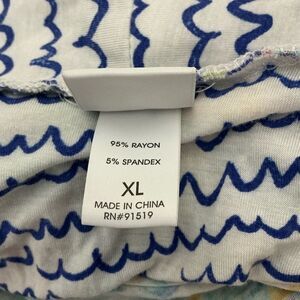 95% RAYON
5% SPANDEX
XL
MADE IN CHINA
RN#91519